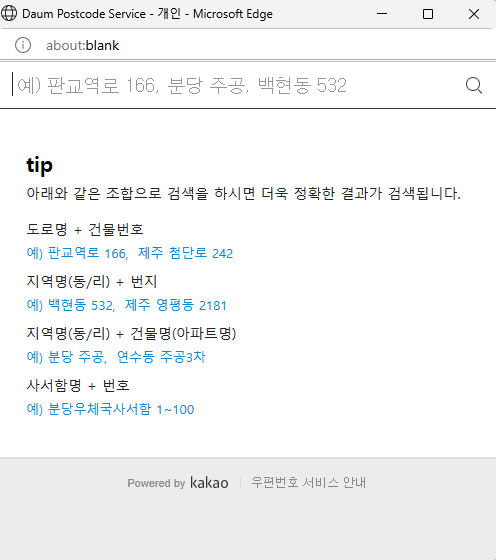 Daum Postcode Service - 개인 - Microsoft Edge
about:blank
예) 판교역로 166, 분당 주공, 백현동 532
tip
아래와 같은 조합으로 검색을 하시면 더욱 정확한 결과가 검색됩니다.
도로명 + 건물번호
예) 판교역로 166, 제주 첨단로 242
지역명(동/리) + 번지
예) 백현동 532, 제주 영평동 2181
지역명(동/리) + 건물명(아파트명)
예) 분당 주공, 연수동 주공3차
사서함명 + 번호
예) 분당우체국사서함 1~100
Powered by kakao | 우편번호 서비스 안내